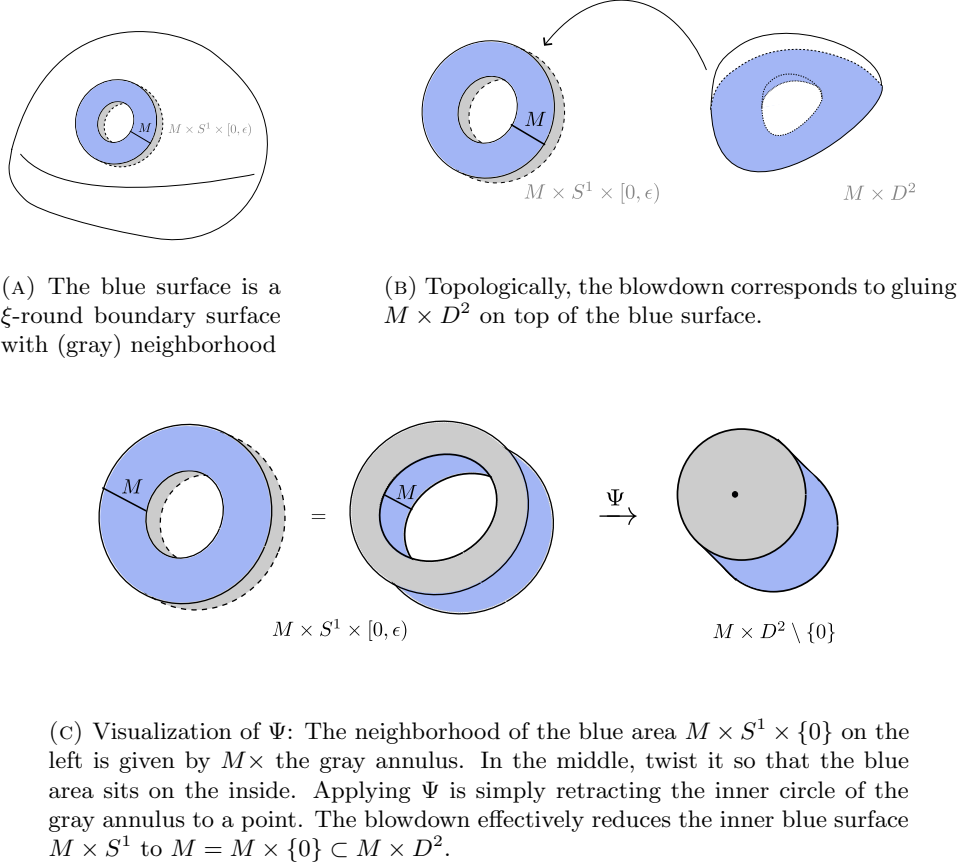 M
M × S¹ × [0, ϵ)
M
M × S¹ × [0, ϵ)
M × D²
(A) The blue surface is a
ξ-round boundary surface
with (gray) neighborhood
(B) Topologically, the blowdown corresponds to gluing
M × D² on top of the blue surface.
M
=
M
Ψ
M × S¹ × [0, ϵ)
M × D² \ {0}
(C) Visualization of Ψ: The neighborhood of the blue area M × S¹ × {0} on the
left is given by M× the gray annulus. In the middle, twist it so that the blue
area sits on the inside. Applying Ψ is simply retracting the inner circle of the
gray annulus to a point. The blowdown effectively reduces the inner blue surface
M × S¹ to M = M × {0} ⊂ M × D².